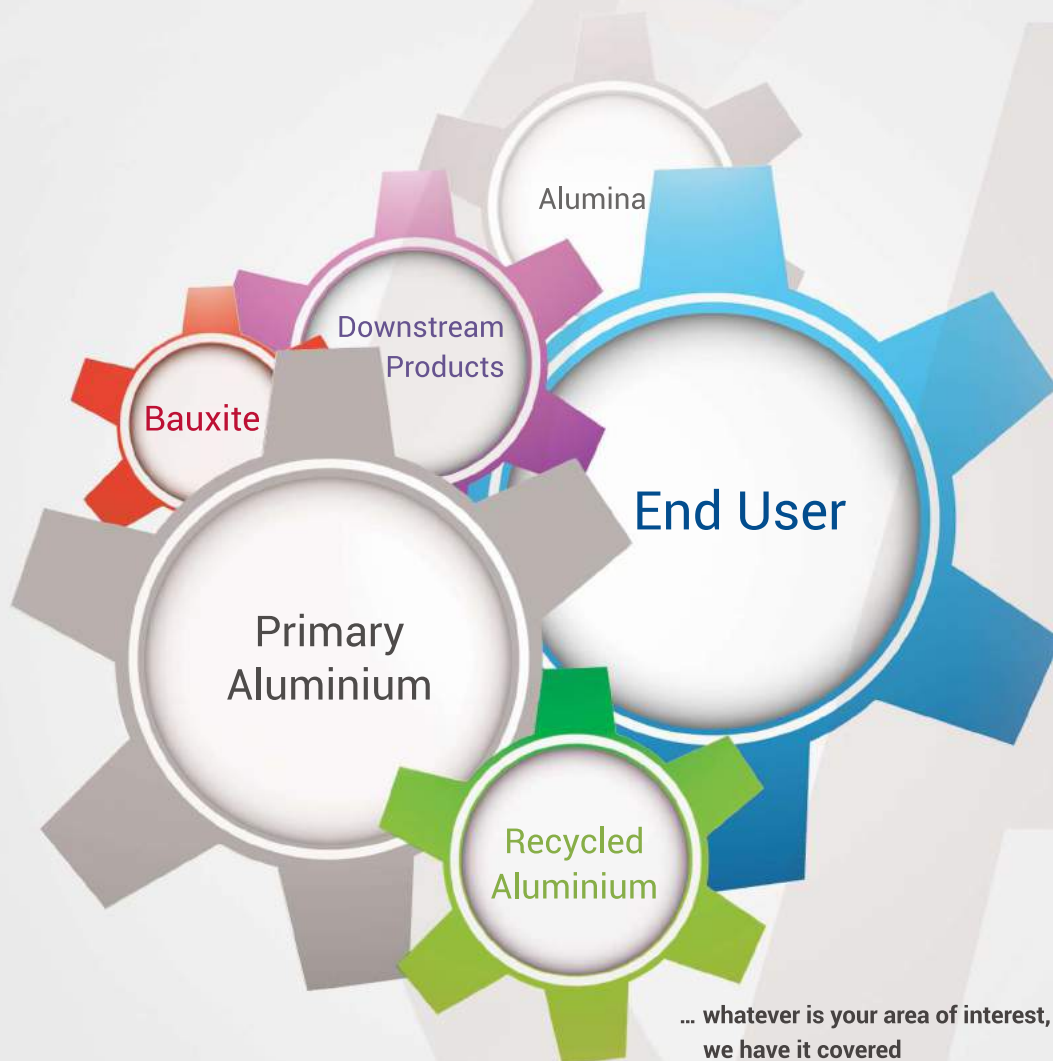 Alumina
Downstream
Products
Bauxite
End User
Primary
Aluminium
Recycled
Aluminium
... whatever is your area of interest,
we have it covered